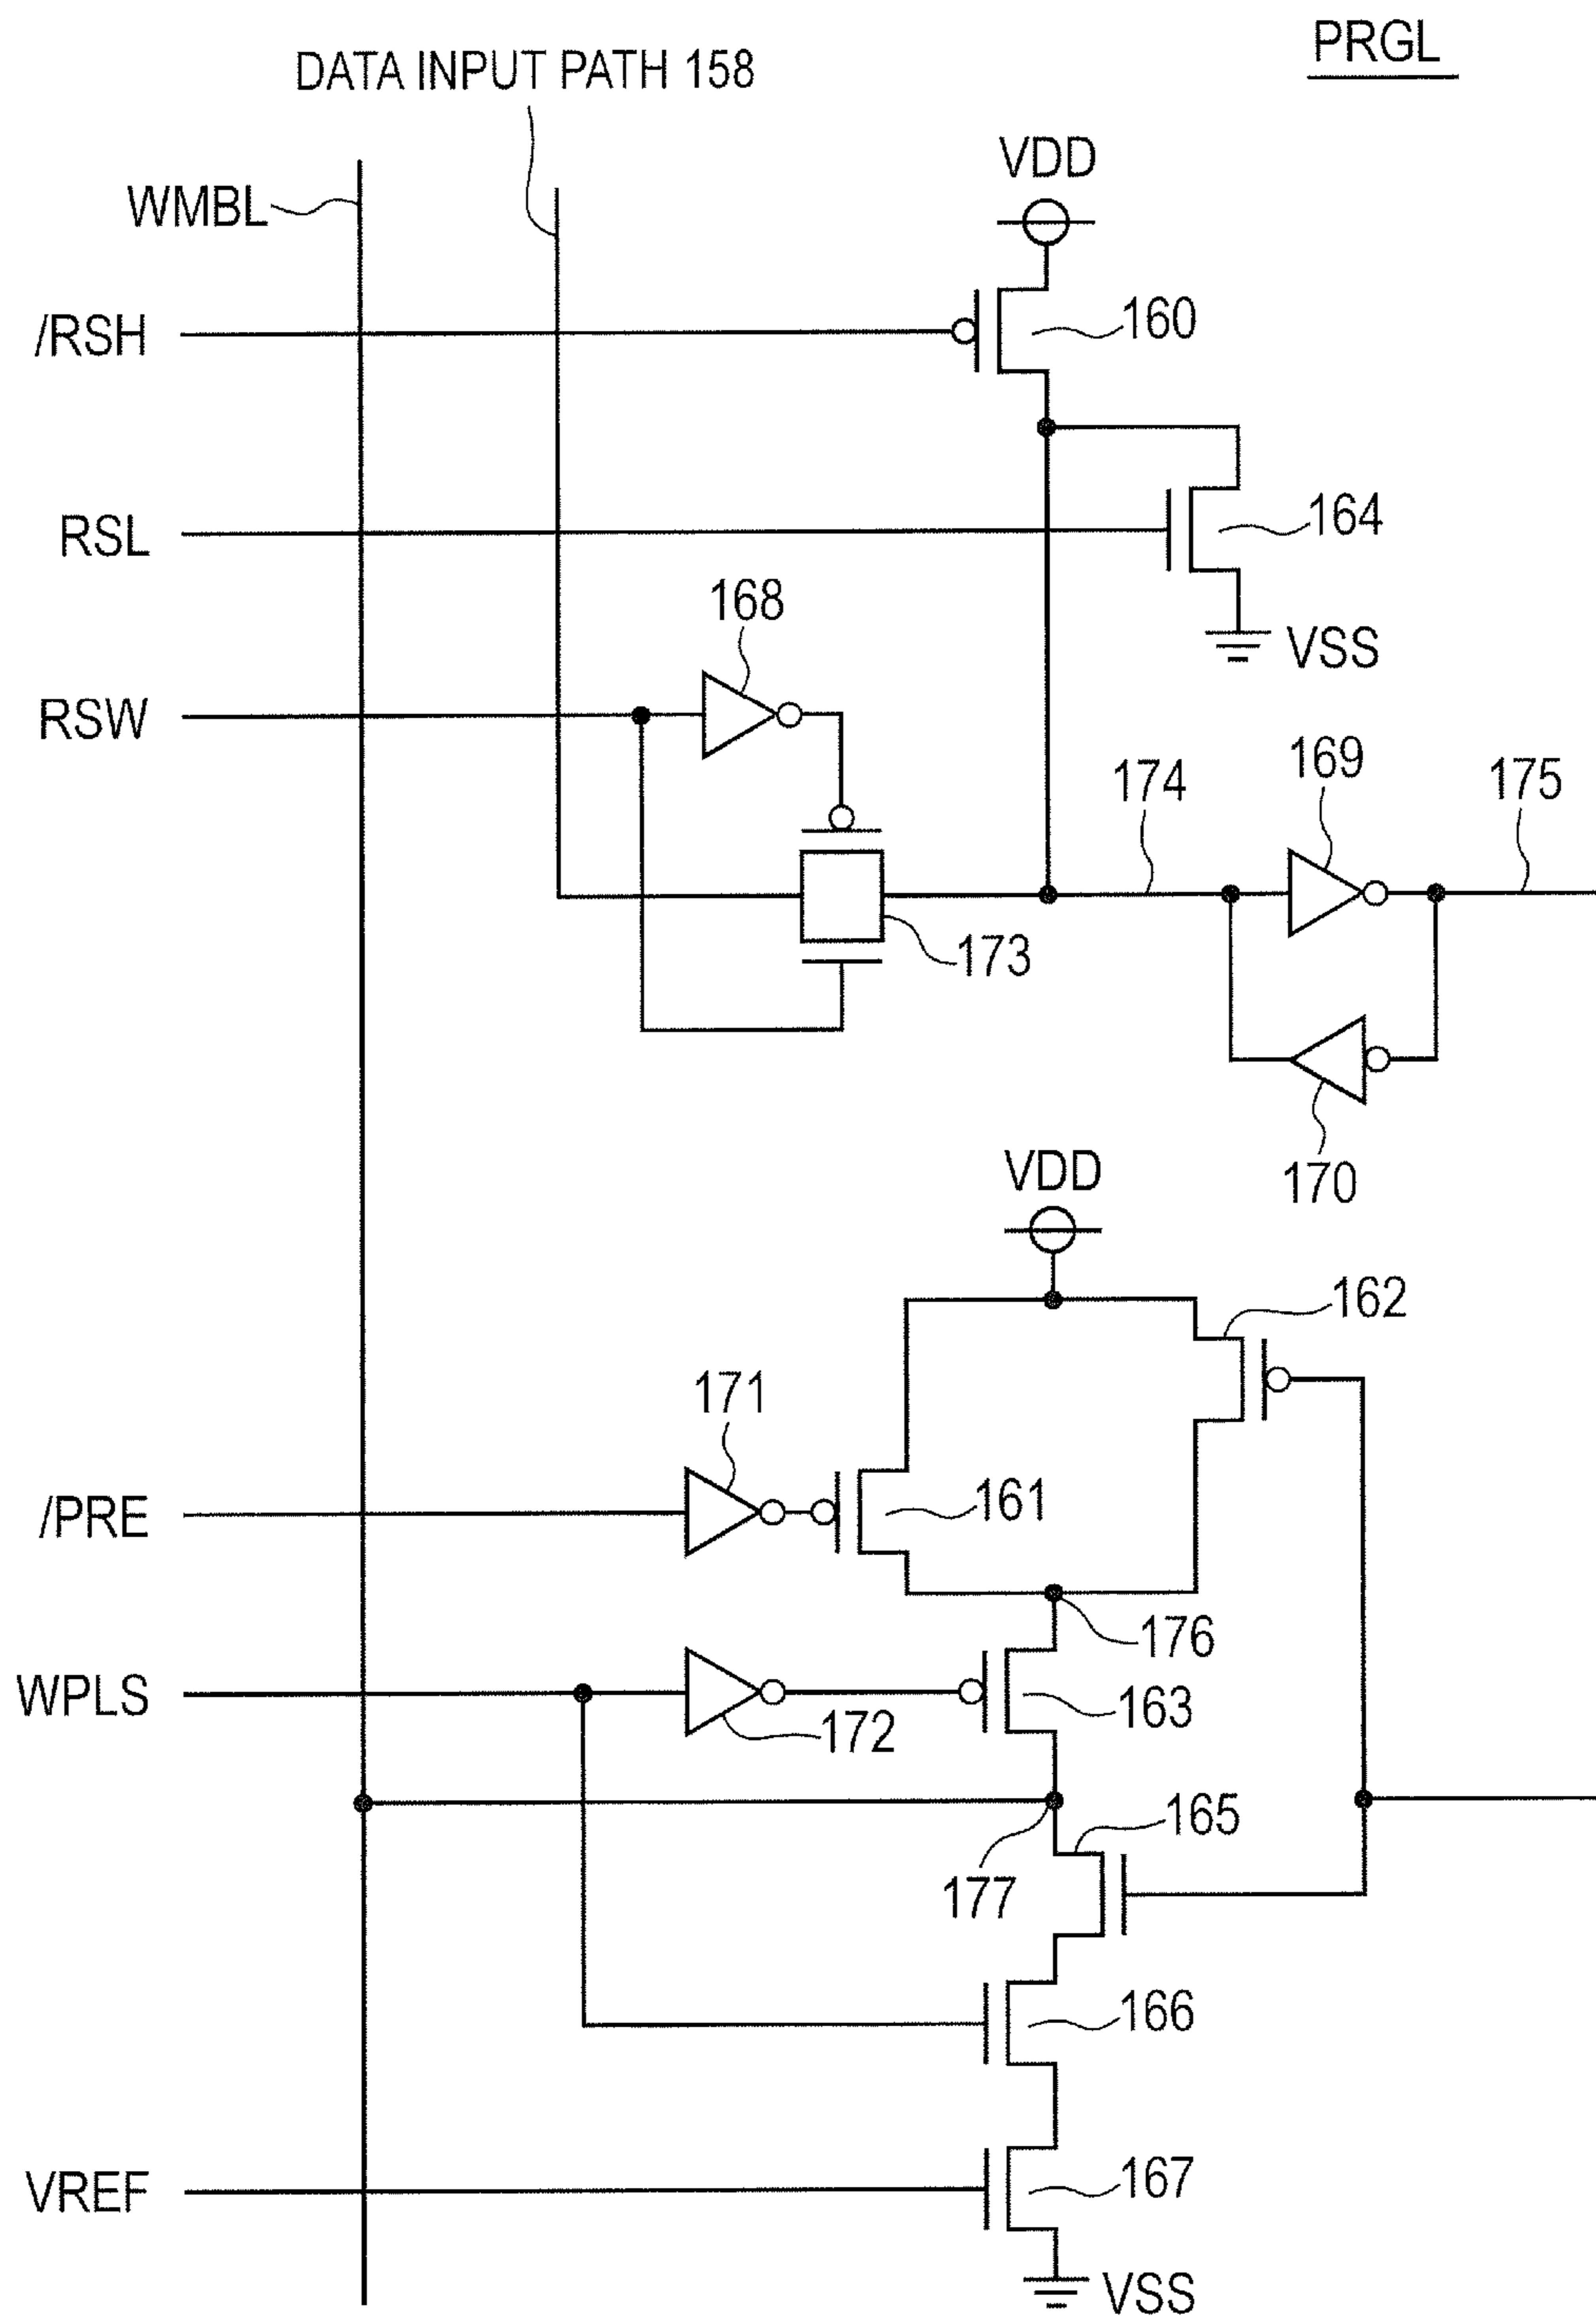 PRGL
DATA INPUT PATH 158
VDD
WMBL
/RSH
160
RSL
164
168
VSS
RSW
169
174
175
173
170
VDD
162
171
/PRE
161
176
WPLS
172
163
165
177
166
VREF
167
VSS